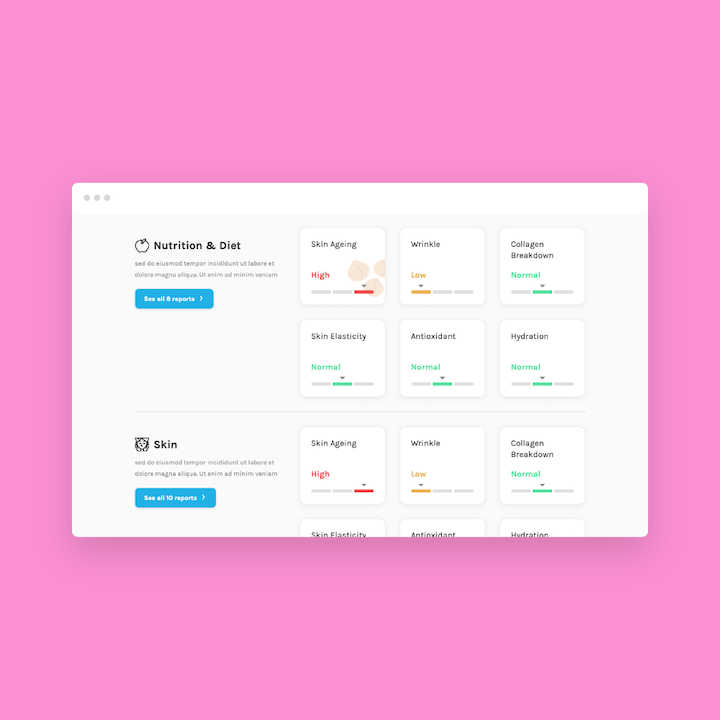 Nutrition & Diet
sed do eiusmod tempor incididunt ut labore et
dolore magna aliqua. Ut enim ad minim veniam
See all 8 reports
Skin Ageing
High
Wrinkle
Low
Collagen
Breakdown
Normal
Skin Elasticity
Normal
Antioxidant
Normal
Hydration
Normal
Skin
sed do eiusmod tempor incididunt ut labore et
dolore magna aliqua. Ut enim ad minim veniam
See all 10 reports
Skin Ageing
High
Wrinkle
Low
Collagen
Breakdown
Normal
Skin Elasticity
Antioxidant
Hydration